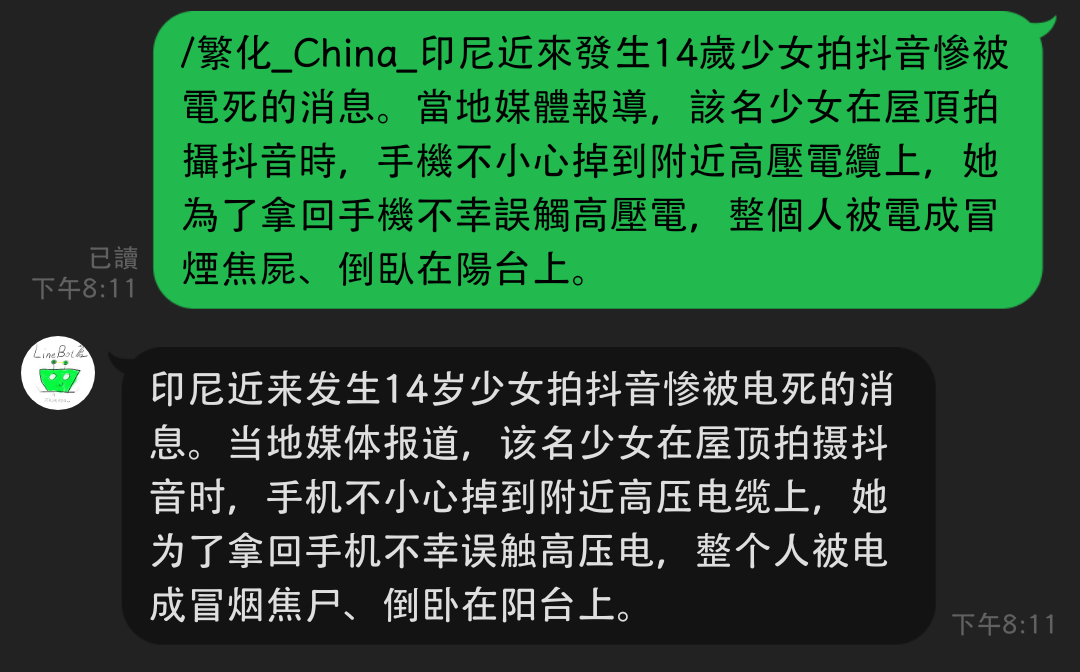 /繁化_China_印尼近來發生14歲少女拍抖音慘被
電死的消息。當地媒體報導，該名少女在屋頂拍
攝抖音時，手機不小心掉到附近高壓電纜上，她
為了拿回手機不幸誤觸高壓電，整個人被電成冒
煙焦屍、倒臥在陽台上。
已讀
下午8:11
LineBot
印尼近来发生14岁少女拍抖音惨被电死的消
息。当地媒体报道，该名少女在屋顶拍摄抖
音时，手机不小心掉到附近高压电缆上，她
为了拿回手机不幸误触高压电，整个人被电
成冒烟焦尸、倒卧在阳台上。
下午8:11